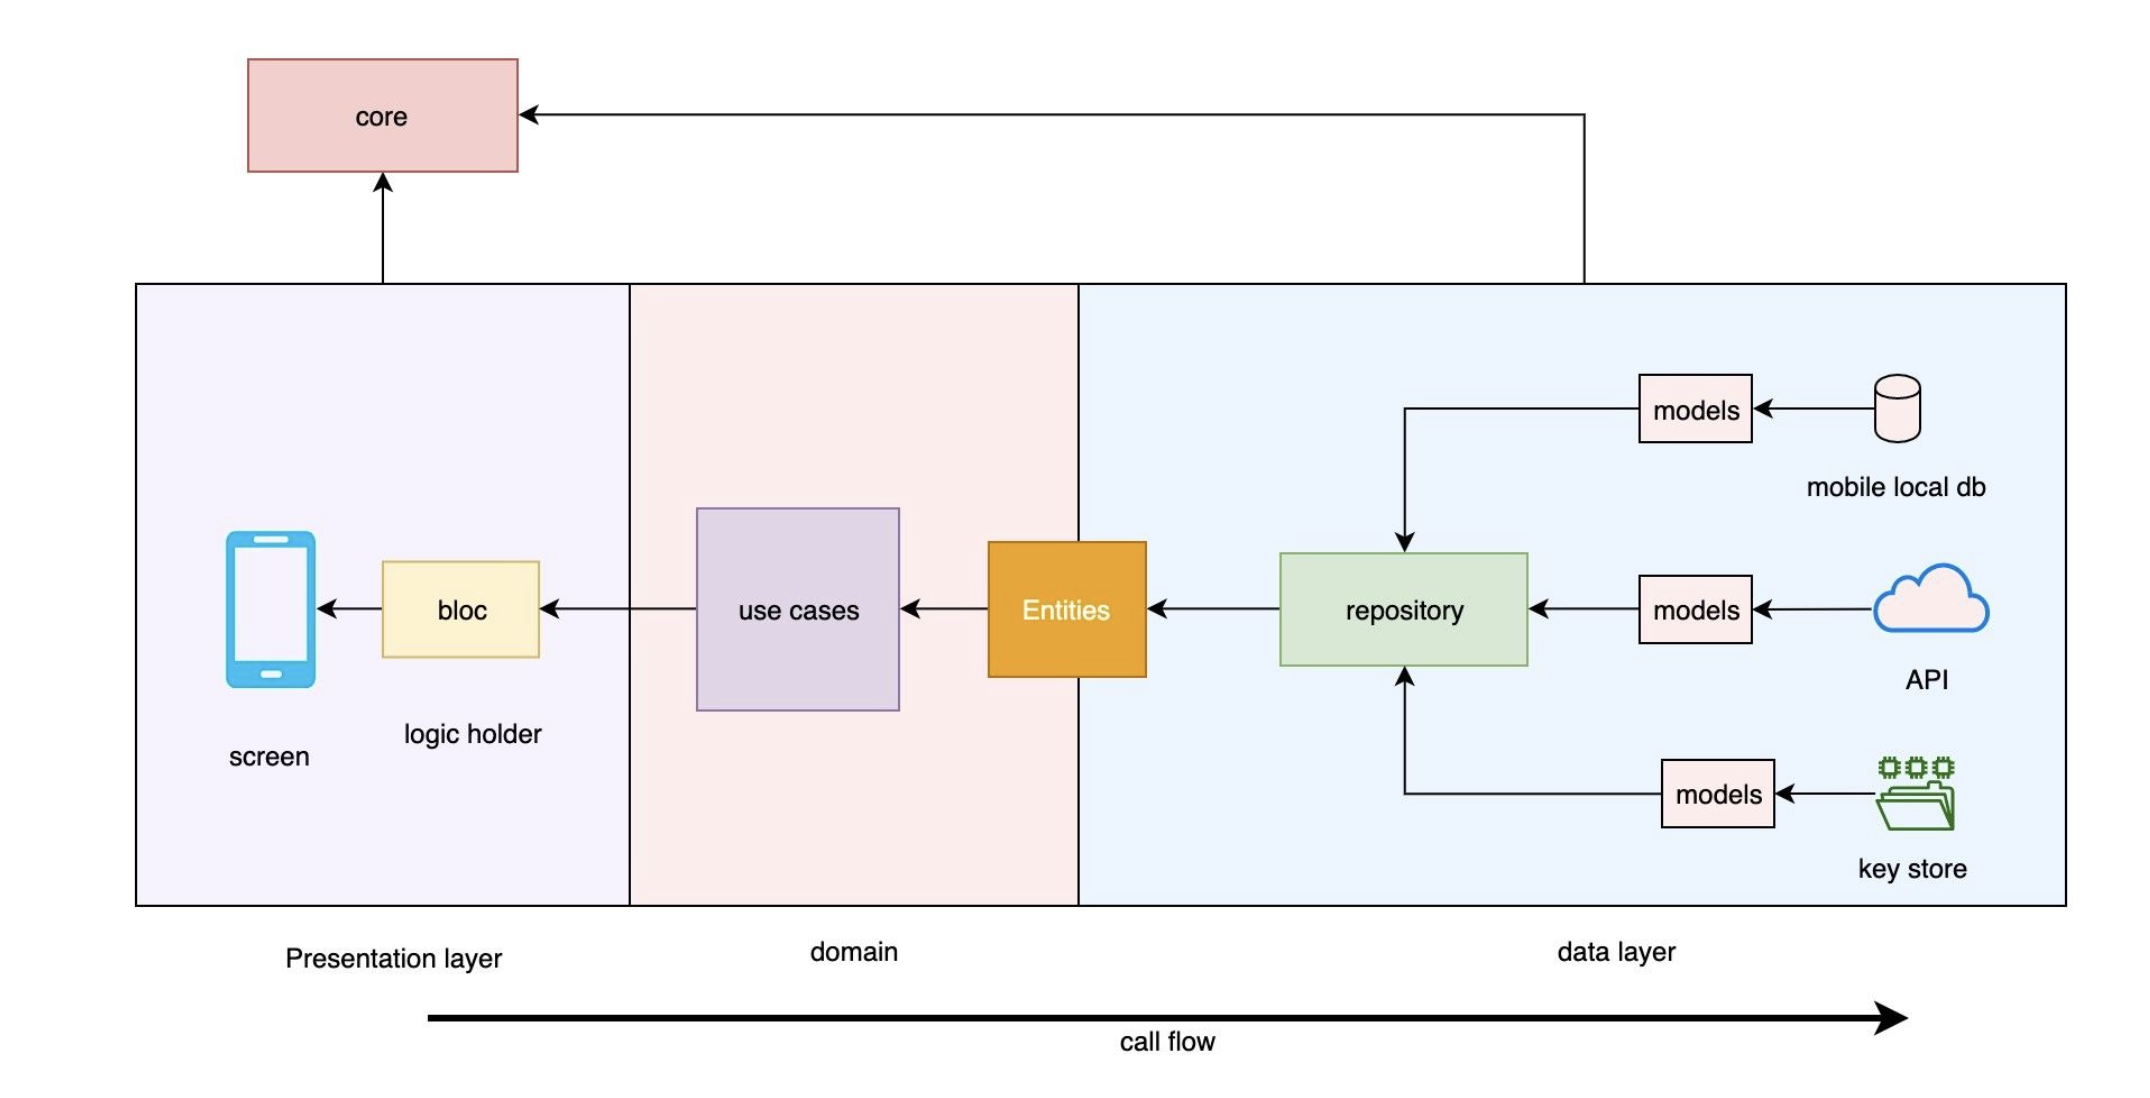 core
models
mobile local db
bloc
use cases
Entities
repository
models
API
logic holder
screen
models
key store
Presentation layer
domain
data layer
call flow